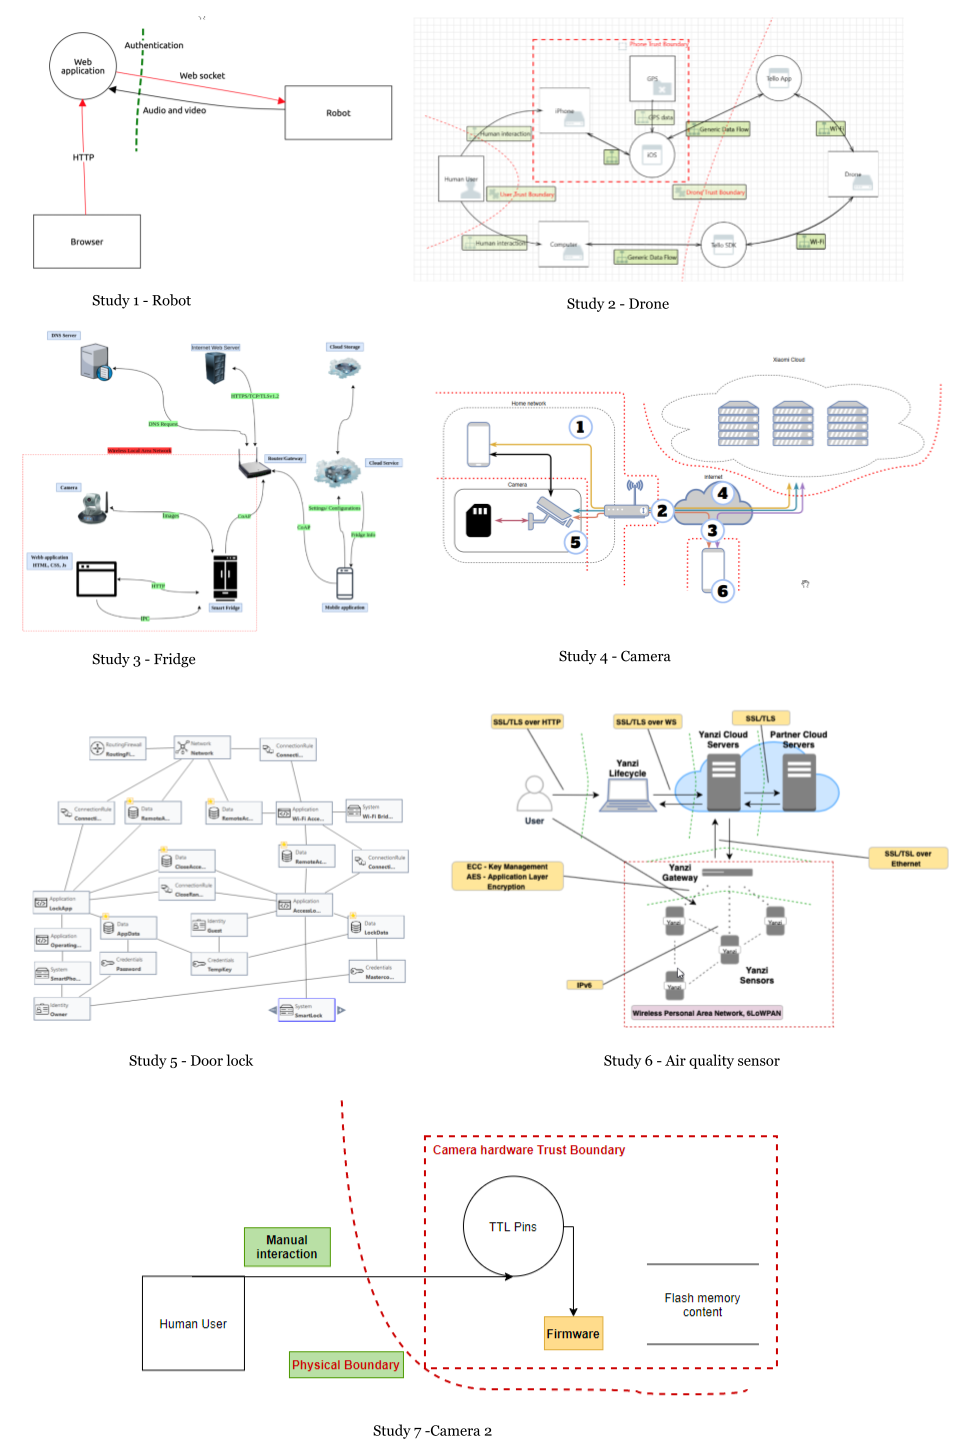 Authentication
Web
application
Web socket
Audio and video
Robot
HTTP
Browser
Study 1 - Robot
Phone Trust Boundary
GPS
Tello App
iPhone
GPS data
Human interaction
Generic Data Flow
Wi-Fi
iOS
Human User
Drone
User Trust Boundary
Drone Trust Boundary
Human interaction
Computer
Tello SDK
Wi-Fi
Generic Data Flow
Study 2 - Drone
DNS Server
Internet Web Server
Cloud Storage
HTTPS/TCP/TLSv1.2
DNS Request
Wireless Local Area Network
Router/Gateway
Cloud Service
Camera
Images
CoAP
Settings/Configurations
CoAP
Fridge info
Webb application
HTML, CSS, Js
HTTP
IPC
Smart Fridge
Mobile application
Study 3 - Fridge
Xiaomi Cloud
Home network
1
Camera
Internet
4
2
3
5
6
Study 4 - Camera
RoutingFirewall
RoutingFi...
Network
Network
ConnectionRule
Connecti...
ConnectionRule
Connecti...
Data
RemoteA...
Data
RemoteAc...
Application
Wi-Fi Acce...
System
Wi-Fi Brid...
Data
CloseAcce...
Data
RemoteAc...
ConnectionRule
Connecti...
ConnectionRule
CloseRan...
Application
LockApp
Application
AccessLo...
Data
AppData
Identity
Guest
Data
LockData
Application
Operating...
Credentials
Password
Credentials
TempKey
Credentials
Masterco...
System
SmartPho...
Identity
Owner
System
SmartLock
Study 5 - Door lock
SSL/TLS over HTTP
SSL/TLS over WS
SSL/TLS
Yanzi Cloud
Servers
Partner Cloud
Servers
Yanzi
Lifecycle
User
SSL/TSL over
Ethernet
ECC - Key Management
AES - Application Layer
Encryption
Yanzi
Gateway
Yanzi
Yanzi
Yanzi
Yanzi
Yanzi
Sensors
IPv6
Wireless Personal Area Network, 6LoWPAN
Study 6 - Air quality sensor
Camera hardware Trust Boundary
TTL Pins
Manual
interaction
Flash memory
content
Human User
Firmware
Physical Boundary
Study 7 -Camera 2